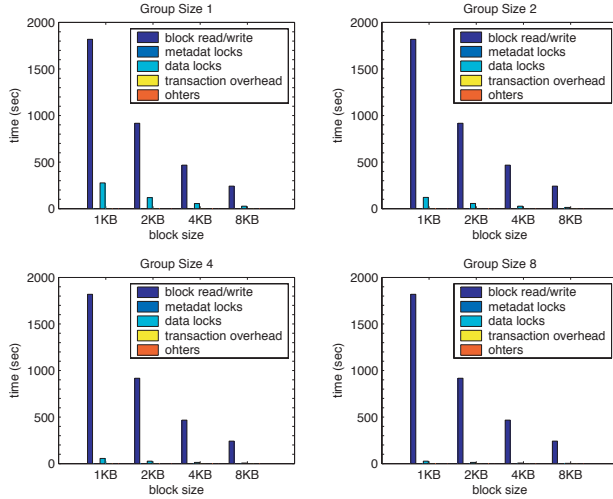 Group Size 1
2000
1500
1000
500
0
time (sec)
block read/write
metadat locks
data locks
transaction overhead
ohters
1KB 2KB 4KB 8KB
block size
Group Size 2
2000
1500
1000
500
0
time (sec)
block read/write
metadat locks
data locks
transaction overhead
ohters
1KB 2KB 4KB 8KB
block size
Group Size 4
2000
1500
1000
500
0
time (sec)
block read/write
metadat locks
data locks
transaction overhead
ohters
1KB 2KB 4KB 8KB
block size
Group Size 8
2000
1500
1000
500
0
time (sec)
block read/write
metadat locks
data locks
transaction overhead
ohters
1KB 2KB 4KB 8KB
block size